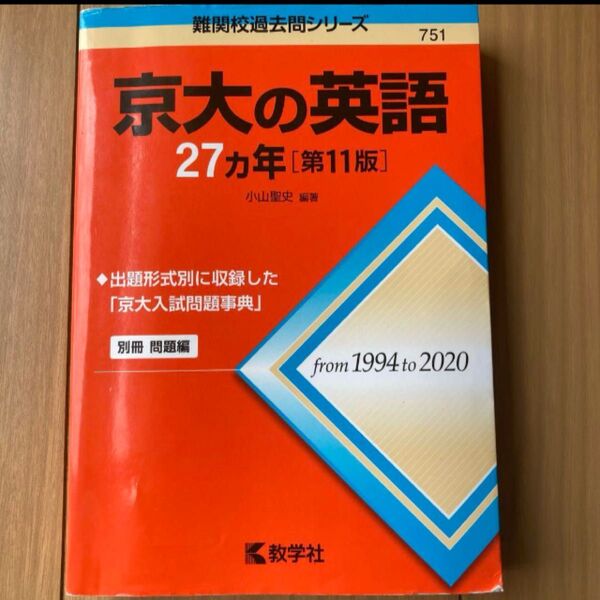 難関校過去問シリーズ
751
京大の英語
27ヵ年[第11版]
小山聖史 編著
◆出題形式別に収録した
「京大入試問題事典」
別冊 問題編
from 1994 to 2020
教学社